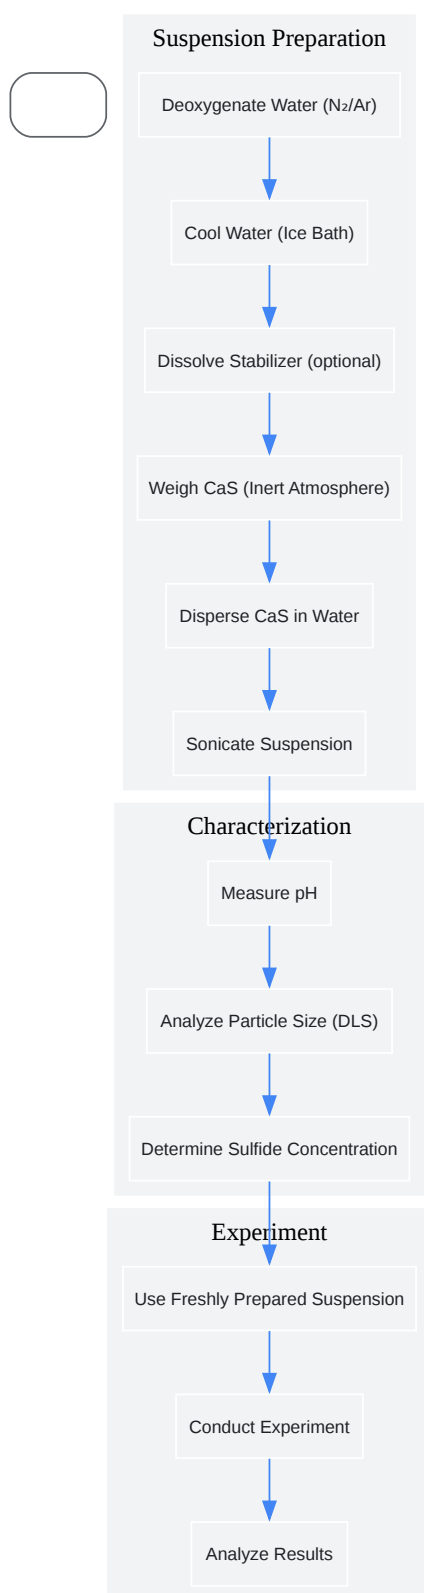 Suspension Preparation
Deoxygenate Water (N₂/Ar)
Cool Water (Ice Bath)
Dissolve Stabilizer (optional)
Weigh CaS (Inert Atmosphere)
Disperse CaS in Water
Sonicate Suspension
Characterization
Measure pH
Analyze Particle Size (DLS)
Determine Sulfide Concentration
Experiment
Use Freshly Prepared Suspension
Conduct Experiment
Analyze Results